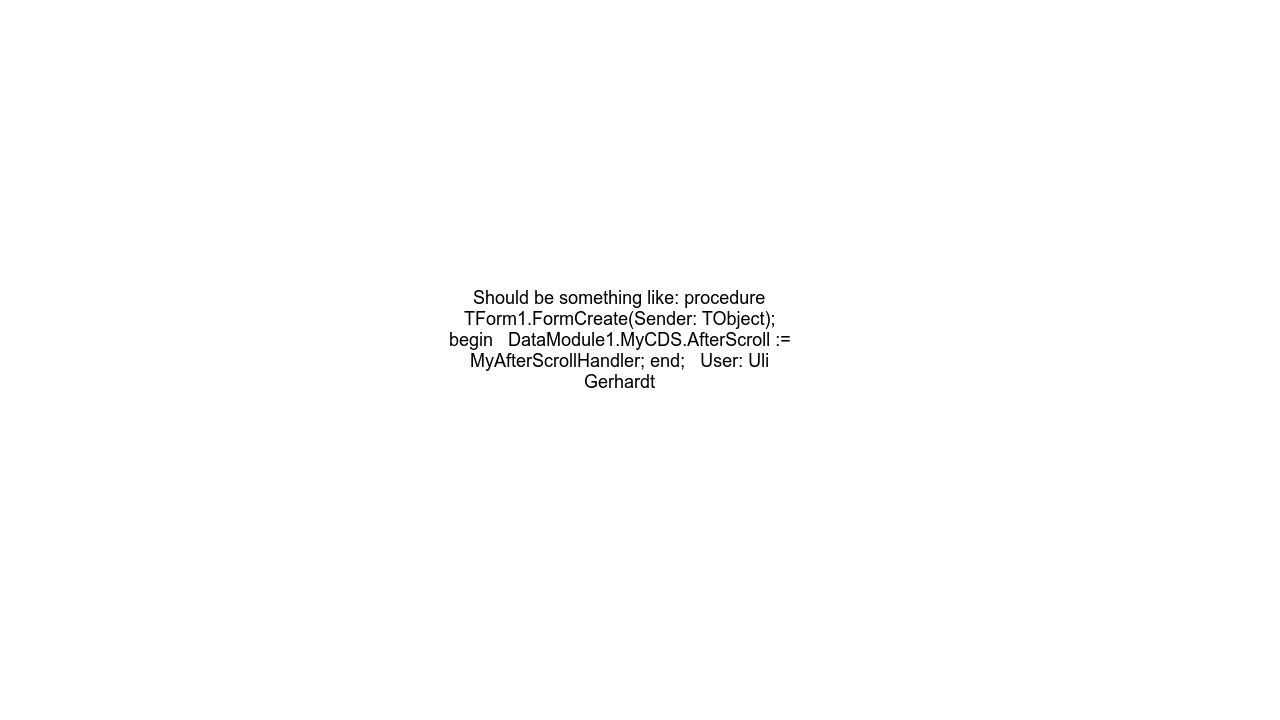 Should be something like: procedure
TForm1.FormCreate(Sender: TObject);
begin   DataModule1.MyCDS.AfterScroll :=
MyAfterScrollHandler; end;   User: Uli
Gerhardt